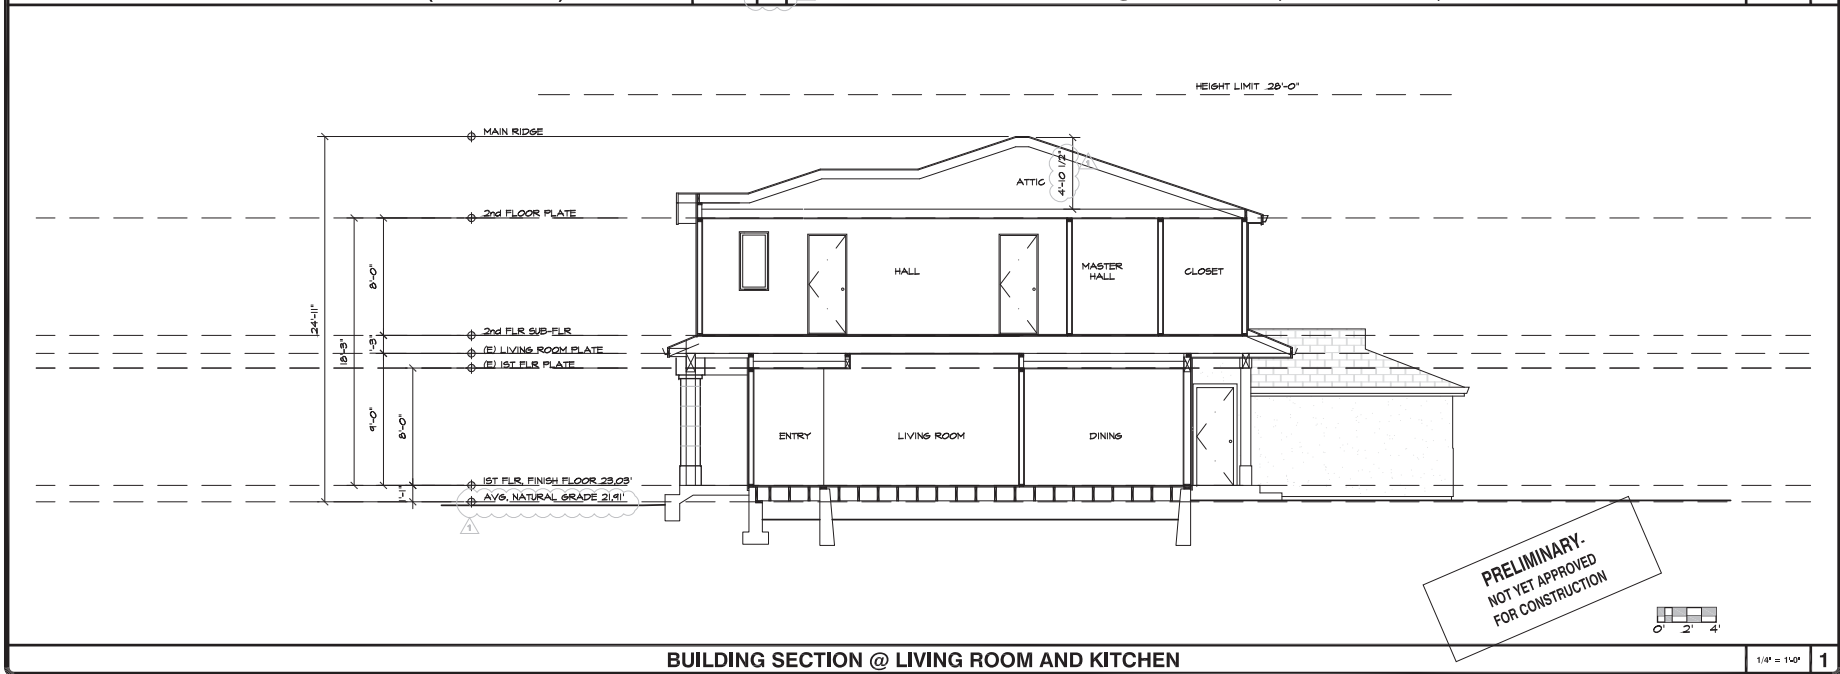 HEIGHT LIMIT 28'-0"
MAIN RIDGE
4'-10 1/2"
1
ATTIC
2nd FLOOR PLATE
8'-0"
HALL
MASTER
HALL
CLOSET
24'-11"
18'-3"
1'-3"
2nd FLR SUB-FLR
(E) LIVING ROOM PLATE
(E) 1ST FLR PLATE
9'-0"
8'-0"
ENTRY
LIVING ROOM
DINING
1ST FLR. FINISH FLOOR 23.03'
1'-1"
AVG. NATURAL GRADE 21.91'
1
PRELIMINARY-
NOT YET APPROVED
FOR CONSTRUCTION
0' 2' 4'
BUILDING SECTION @ LIVING ROOM AND KITCHEN
1/4" = 1'-0"
1